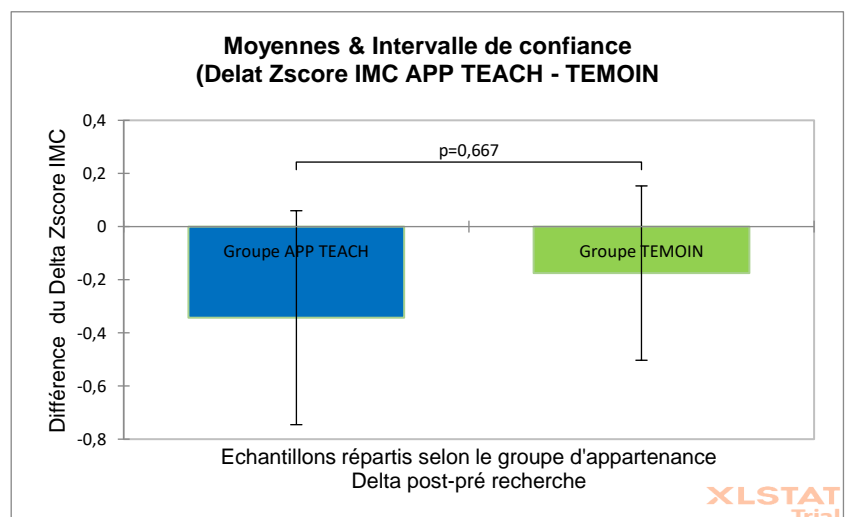 Moyennes & Intervalle de confiance
(Delat Zscore IMC APP TEACH - TEMOIN
Différence du Delta Zscore IMC
0,4
0,2
0
-0,2
-0,4
-0,6
-0,8
p=0,667
Groupe APP TEACH
Groupe TEMOIN
Echantillons répartis selon le groupe d'appartenance
Delta post-pré recherche
XLSTAT
Trial